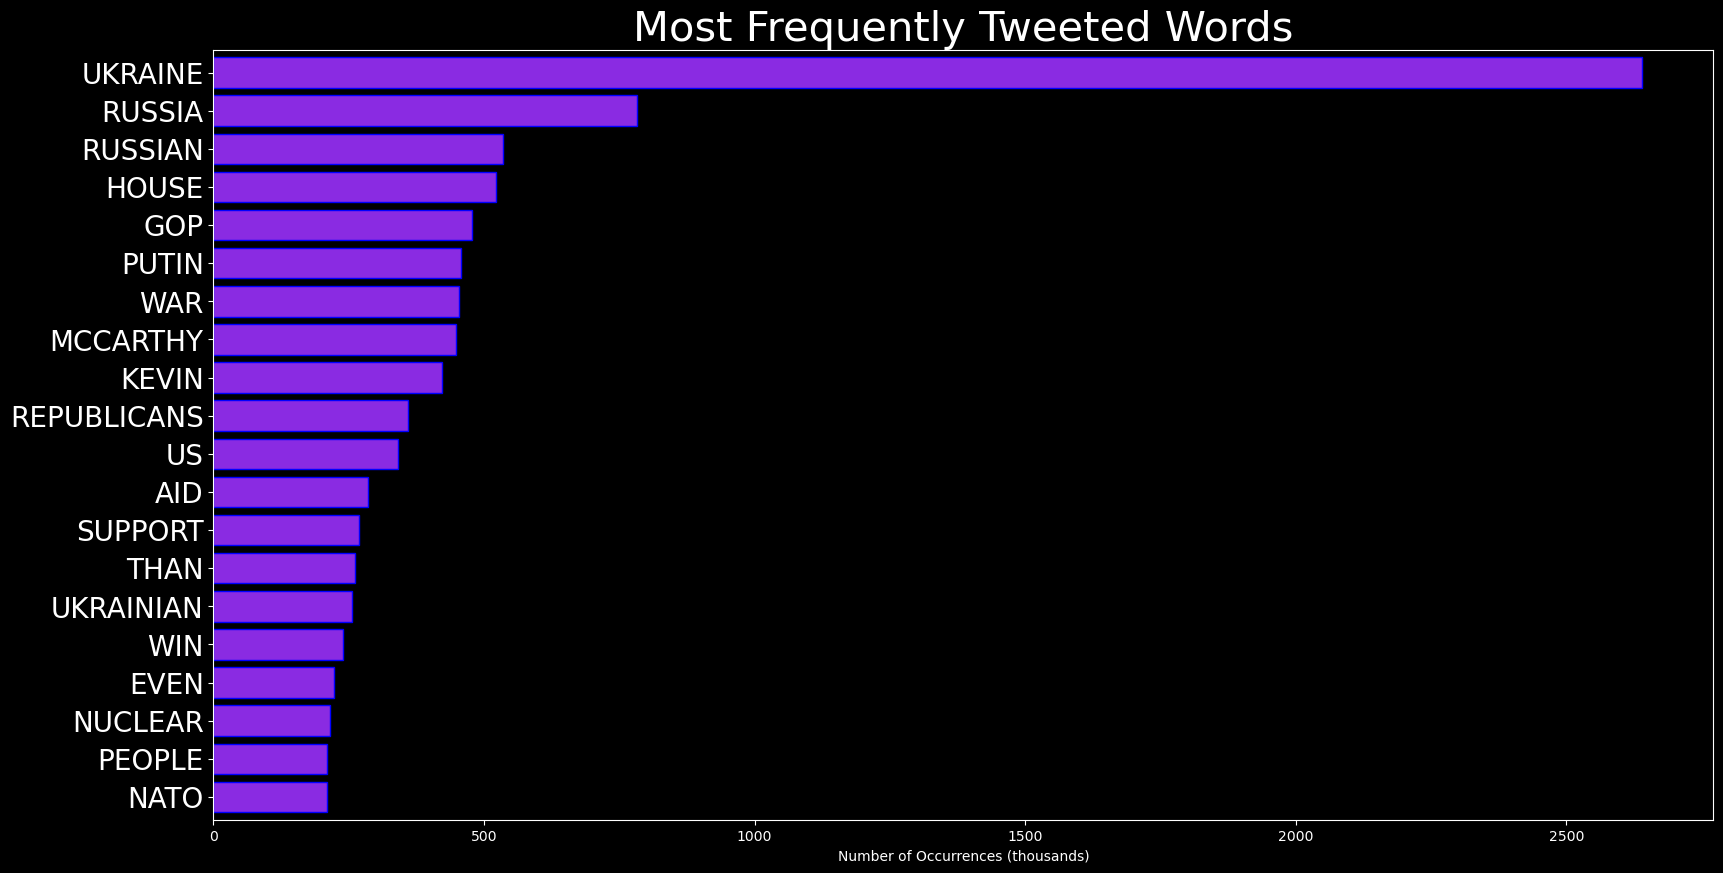 Most Frequently Tweeted Words
UKRAINE
RUSSIA
RUSSIAN
HOUSE
GOP
PUTIN
WAR
MCCARTHY
KEVIN
REPUBLICANS
US
AID
SUPPORT
THAN
UKRAINIAN
WIN
EVEN
NUCLEAR
PEOPLE
NATO
0 500 1000 1500 2000 2500
Number of Occurrences (thousands)